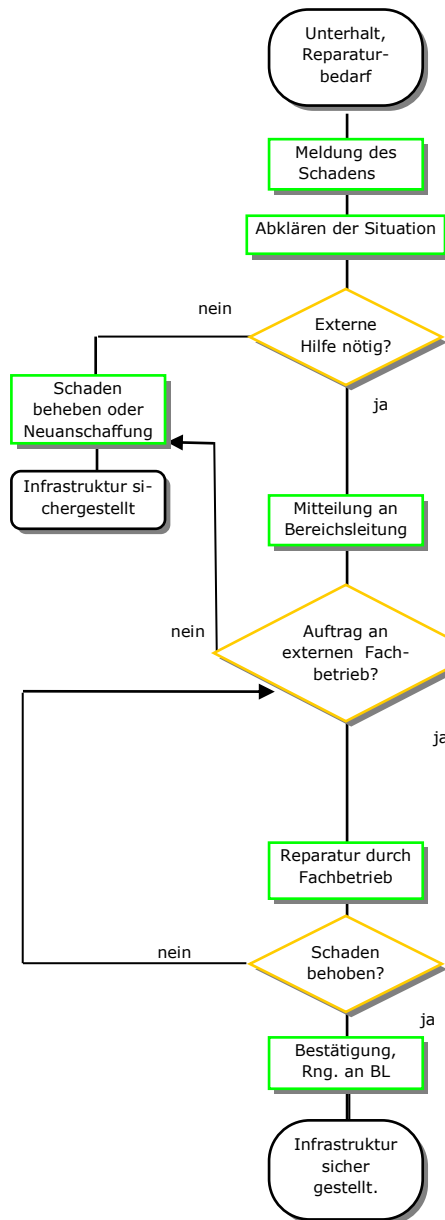 Unterhalt,
Reparatur-
bedarf
Meldung des
Schadens
Abklären der Situation
nein
Externe
Hilfe nötig?
ja
Schaden
beheben oder
Neuanschaffung
Infrastruktur si-
chergestellt
Mitteilung an
Bereichsleitung
nein
Auftrag an
externen Fach-
betrieb?
ja
Reparatur durch
Fachbetrieb
nein
Schaden
behoben?
ja
Bestätigung,
Rng. an BL
Infrastruktur
sicher
gestellt.